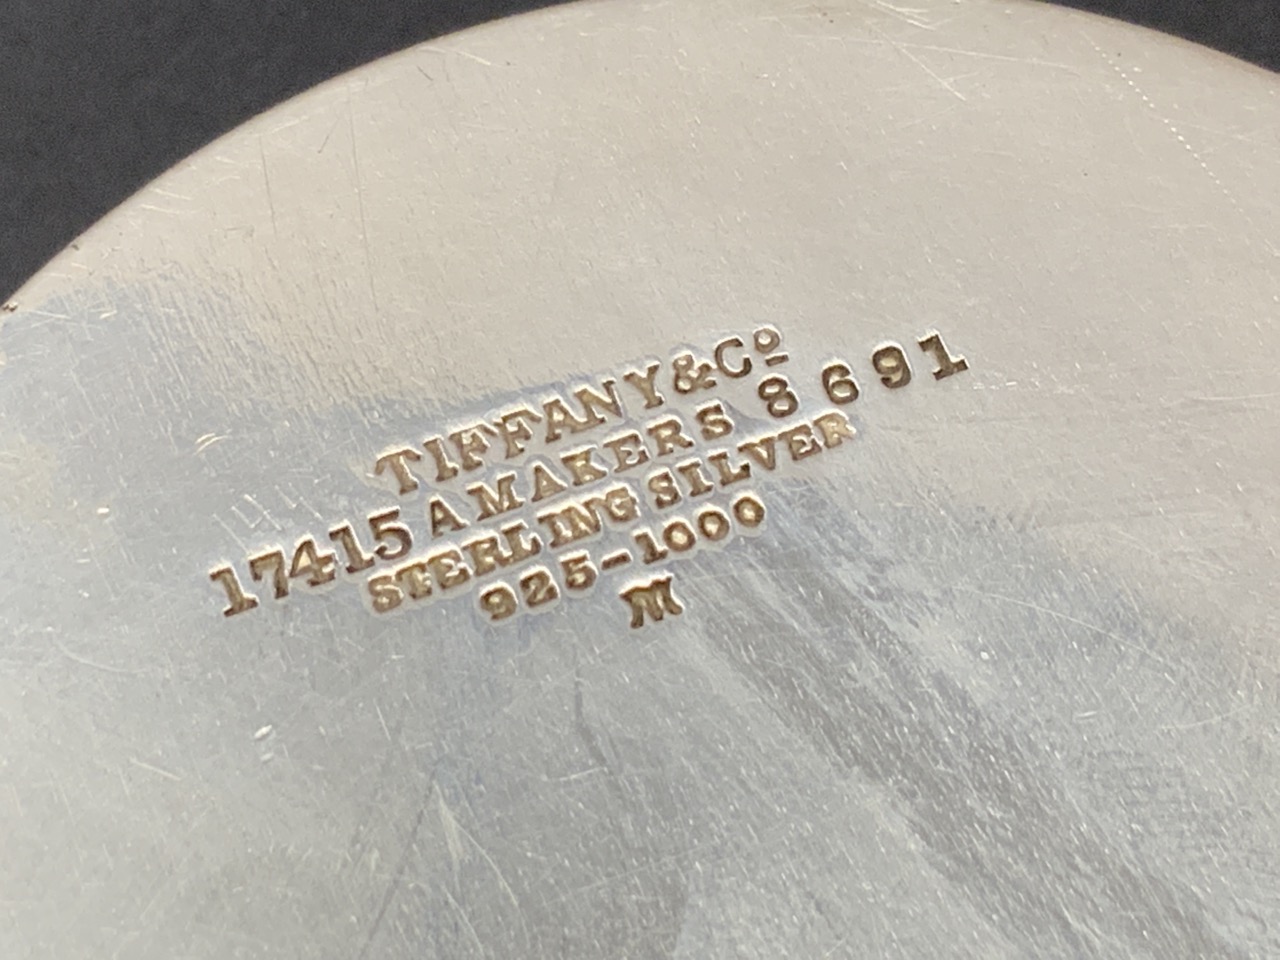 TIFFANY & Cº
17415 A MAKERS 8691
STERLING SILVER
925-1000
M